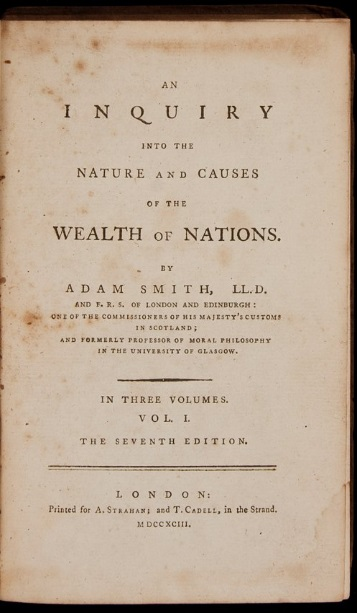 AN
INQUIRY
INTO THE
NATURE AND CAUSES
OF THE
WEALTH OF NATIONS.
BY
ADAM SMITH, LL.D.
AND F. R. S. OF LONDON AND EDINBURGH:
ONE OF THE COMMISSIONERS OF HIS MAJESTY'S CUSTOMS
IN SCOTLAND;
AND FORMERLY PROFESSOR OF MORAL PHILOSOPHY
IN THE UNIVERSITY OF GLASGOW.
IN THREE VOLUMES.
VOL. I.
THE SEVENTH EDITION.
LONDON:
Printed for A. STRAHAN; and T. CADELL, in the Strand.
MDCCXCIII.